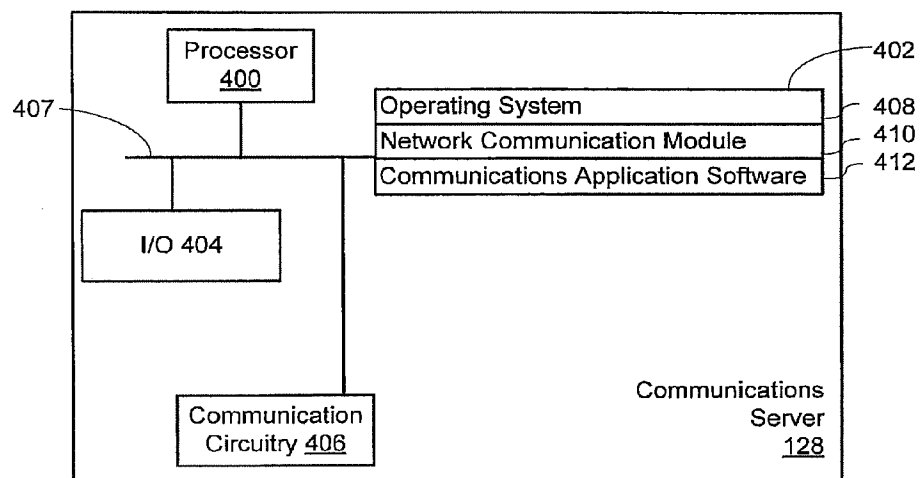 Processor
400
402
407
Operating System
408
Network Communication Module
410
Communications Application Software
412
I/O 404
Communication
Circuitry 406
Communications
Server
128